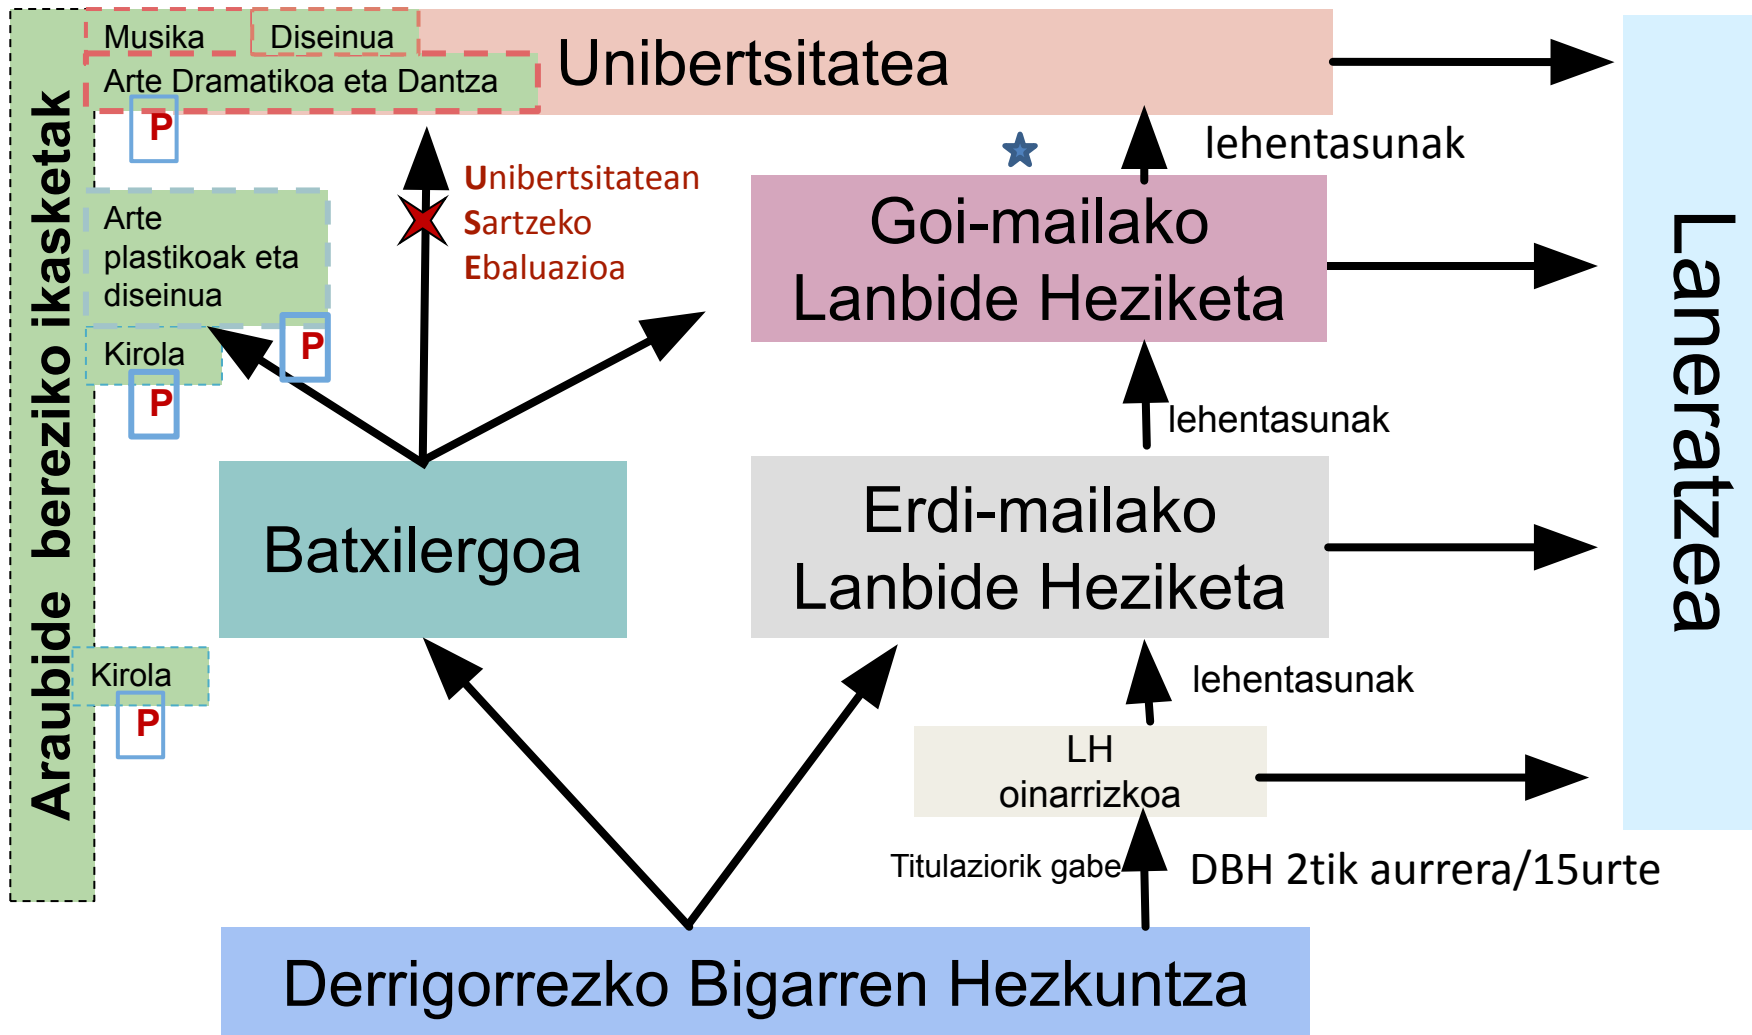 Musika
Diseinua
Unibertsitatea
Arte Dramatikoa eta Dantza
P
Araubide bereziko ikasketak
Unibertsitatean
Sartzeko
Ebaluazioa
lehentasunak
Arte
plastikoak eta
diseinua
P
Kirola
P
Goi-mailako
Lanbide Heziketa
Laneratzea
lehentasunak
Batxilergoa
Erdi-mailako
Lanbide Heziketa
Kirola
P
lehentasunak
LH
oinarrizkoa
Titulaziorik gabe
DBH 2tik aurrera/15urte
Derrigorrezko Bigarren Hezkuntza